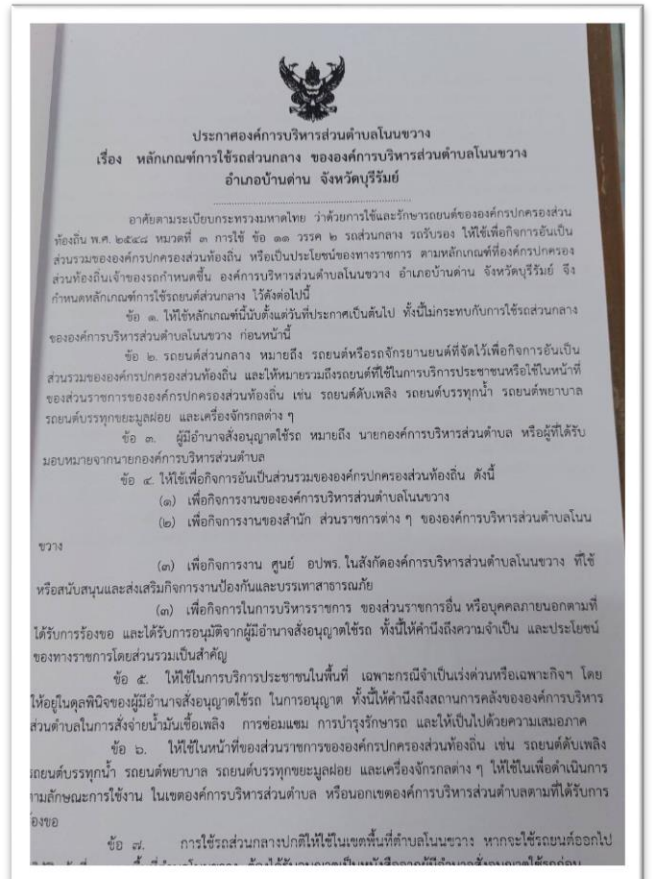 ประกาศองค์การบริหารส่วนตำบลโนนขวาง
เรื่อง หลักเกณฑ์การใช้รถส่วนกลาง ขององค์การบริหารส่วนตำบลโนนขวาง
อำเภอบ้านด่าน จังหวัดบุรีรัมย์
อาศัยตามระเบียบกระทรวงมหาดไทย ว่าด้วยการใช้และรักษารถยนต์ขององค์กรปกครองส่วน
ท้องถิ่น พ.ศ. ๒๕๔๘ หมวดที่ ๓ การใช้ ข้อ ๑๑ วรรค ๒ รถส่วนกลาง รถรับรอง ให้ใช้เพื่อกิจการอันเป็น
ส่วนรวมขององค์กรปกครองส่วนท้องถิ่น หรือเป็นประโยชน์ของทางราชการ ตามหลักเกณฑ์ที่องค์กรปกครอง
ส่วนท้องถิ่นเจ้าของรถกำหนดขึ้น องค์การบริหารส่วนตำบลโนนขวาง อำเภอบ้านด่าน จังหวัดบุรีรัมย์ จึง
กำหนดหลักเกณฑ์การใช้รถยนต์ส่วนกลาง ไว้ดังต่อไปนี้
ข้อ ๑. ให้ใช้หลักเกณฑ์นี้นับตั้งแต่วันที่ประกาศเป็นต้นไป ทั้งนี้ไม่กระทบกับการใช้รถส่วนกลาง
ขององค์การบริหารส่วนตำบลโนนขวาง ก่อนหน้านี้
ข้อ ๒. รถยนต์ส่วนกลาง หมายถึง รถยนต์หรือรถจักรยานยนต์ที่จัดไว้เพื่อกิจการอันเป็น
ส่วนรวมขององค์กรปกครองส่วนท้องถิ่น และให้หมายรวมถึงรถยนต์ที่ใช้ในการบริการประชาชนหรือใช้ในหน้าที่
ของส่วนราชการขององค์กรปกครองส่วนท้องถิ่น เช่น รถยนต์ดับเพลิง รถยนต์บรรทุกน้ำ รถยนต์พยาบาล
รถยนต์บรรทุกขยะมูลฝอย และเครื่องจักรกลต่าง ๆ
ข้อ ๓. ผู้มีอำนาจสั่งอนุญาตใช้รถ หมายถึง นายกองค์การบริหารส่วนตำบล หรือผู้ที่ได้รับ
มอบหมายจากนายกองค์การบริหารส่วนตำบล
ข้อ ๔. ให้ใช้เพื่อกิจการอันเป็นส่วนรวมขององค์กรปกครองส่วนท้องถิ่น ดังนี้
(๑) เพื่อกิจการงานขององค์การบริหารส่วนตำบลโนนขวาง
(๒) เพื่อกิจการงานของสำนัก ส่วนราชการต่าง ๆ ขององค์การบริหารส่วนตำบลโนน
ขวาง
(๓) เพื่อกิจการงาน ศูนย์ อปพร. ในสังกัดองค์การบริหารส่วนตำบลโนนขวาง ที่ใช้
หรือสนับสนุนและส่งเสริมกิจการงานป้องกันและบรรเทาสาธารณภัย
(๓) เพื่อกิจการในการบริหารราชการ ของส่วนราชการอื่น หรือบุคคลภายนอกตามที่
ได้รับการร้องขอ และได้รับการอนุมัติจากผู้มีอำนาจสั่งอนุญาตใช้รถ ทั้งนี้ให้คำนึงถึงความจำเป็น และประโยชน์
ของทางราชการโดยส่วนรวมเป็นสำคัญ
ข้อ ๕. ให้ใช้ในการบริการประชาชนในพื้นที่ เฉพาะกรณีจำเป็นเร่งด่วนหรือเฉพาะกิจฯ โดย
ให้อยู่ในดุลพินิจของผู้มีอำนาจสั่งอนุญาตใช้รถ ในการอนุญาต ทั้งนี้ให้คำนึงถึงสถานการคลังขององค์การบริหาร
ส่วนตำบลในการสั่งจ่ายน้ำมันเชื้อเพลิง การซ่อมแซม การบำรุงรักษารถ และให้เป็นไปด้วยความเสมอภาค
ข้อ ๖. ให้ใช้ในหน้าที่ของส่วนราชการขององค์กรปกครองส่วนท้องถิ่น เช่น รถยนต์ดับเพลิง
รถยนต์บรรทุกน้ำ รถยนต์พยาบาล รถยนต์บรรทุกขยะมูลฝอย และเครื่องจักรกลต่าง ๆ ให้ใช้ในเพื่อดำเนินการ
ตามลักษณะการใช้งาน ในเขตองค์การบริหารส่วนตำบล หรือนอกเขตองค์การบริหารส่วนตำบลตามที่ได้รับการ
้องขอ
ข้อ ๗. การใช้รถส่วนกลางปกติให้ใช้ในเขตพื้นที่ตำบลโนนขวาง หากจะใช้รถยนต์ออกไป